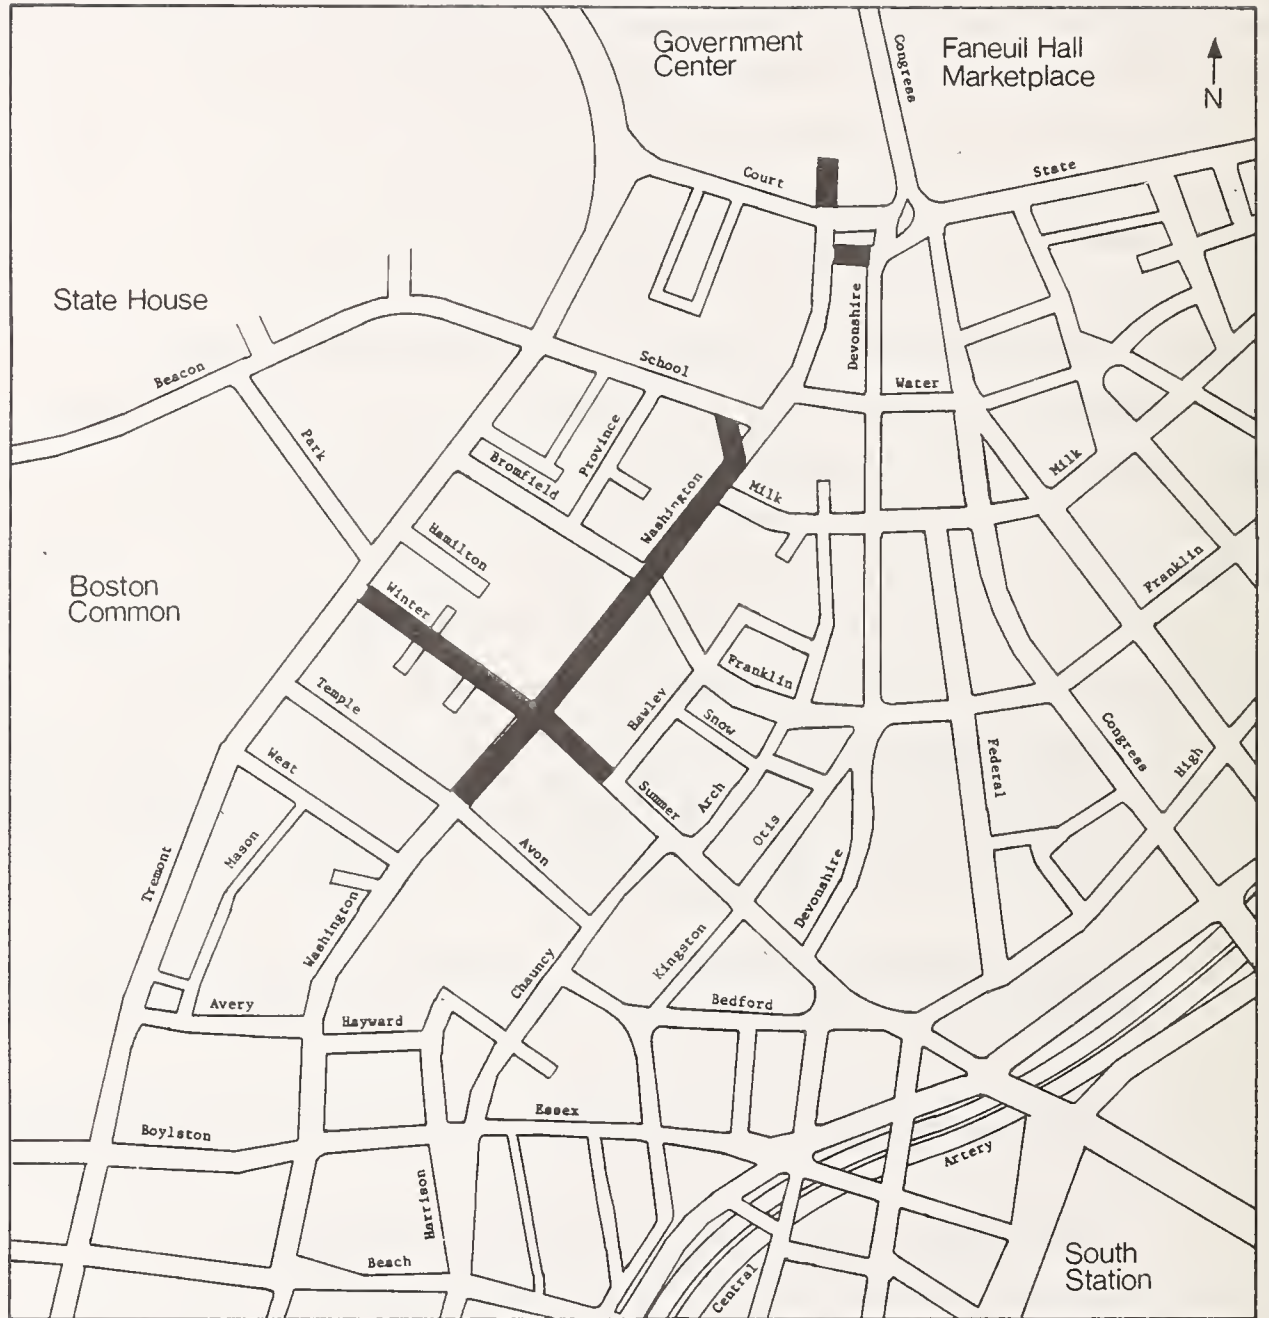 Government
Center
Congress
Faneuil Hall
Marketplace
N
Court
State
State House
Devonshire
School
Beacon
Water
Park
Province
Bromfield
Milk
Washington
Milk
Hamilton
Franklin
Boston
Common
Winter
Franklin
Temple
Hawley
Snow
Congress
West
Federal
High
Summer
Arch
Otis
Avon
Mason
Tremont
Devonshire
Washington
Kingston
Chauncy
Avery
Bedford
Hayward
Essex
Boylston
Artery
Harrison
South
Station
Beach
Central